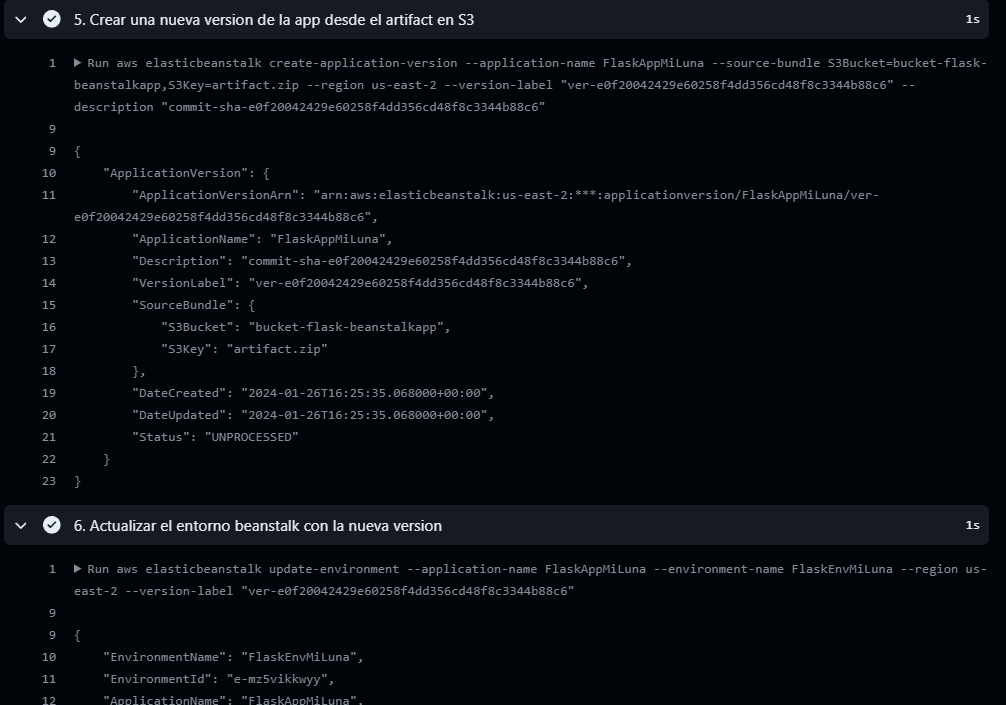 5. Crear una nueva version de la app desde el artifact en S3 1s
1 Run aws elasticbeanstalk create-application-version --application-name FlaskAppMiLuna --source-bundle S3Bucket=bucket-flask-
beanstalkapp,S3Key=artifact.zip --region us-east-2 --version-label "ver-e0f20042429e60258f4dd356cd48f8c3344b88c6" --
description "commit-sha-e0f20042429e60258f4dd356cd48f8c3344b88c6"
9
9 {
10 "ApplicationVersion": {
11 "ApplicationVersionArn": "arn:aws:elasticbeanstalk:us-east-2:***:applicationversion/FlaskAppMiLuna/ver-
e0f20042429e60258f4dd356cd48f8c3344b88c6",
12 "ApplicationName": "FlaskAppMiLuna",
13 "Description": "commit-sha-e0f20042429e60258f4dd356cd48f8c3344b88c6",
14 "VersionLabel": "ver-e0f20042429e60258f4dd356cd48f8c3344b88c6",
15 "SourceBundle": {
16 "S3Bucket": "bucket-flask-beanstalkapp",
17 "S3Key": "artifact.zip"
18 },
19 "DateCreated": "2024-01-26T16:25:35.068000+00:00",
20 "DateUpdated": "2024-01-26T16:25:35.068000+00:00",
21 "Status": "UNPROCESSED"
22 }
23 }
6. Actualizar el entorno beanstalk con la nueva version 1s
1 Run aws elasticbeanstalk update-environment --application-name FlaskAppMiLuna --environment-name FlaskEnvMiLuna --region us-
east-2 --version-label "ver-e0f20042429e60258f4dd356cd48f8c3344b88c6"
9
9 {
10 "EnvironmentName": "FlaskEnvMiLuna",
11 "EnvironmentId": "e-mz5vikkwyy",
12 "ApplicationName": "FlaskAppMiLuna",